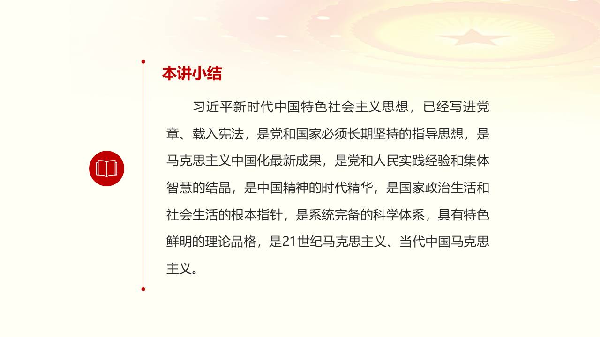 本讲小结
习近平新时代中国特色社会主义思想，已经写进党
章、载入宪法，是党和国家必须长期坚持的指导思想，是
马克思主义中国化最新成果，是党和人民实践经验和集体
智慧的结晶，是中国精神的时代精华，是国家政治生活和
社会生活的根本指针，是系统完备的科学体系，具有特色
鲜明的理论品格，是21世纪马克思主义、当代中国马克思
主义。